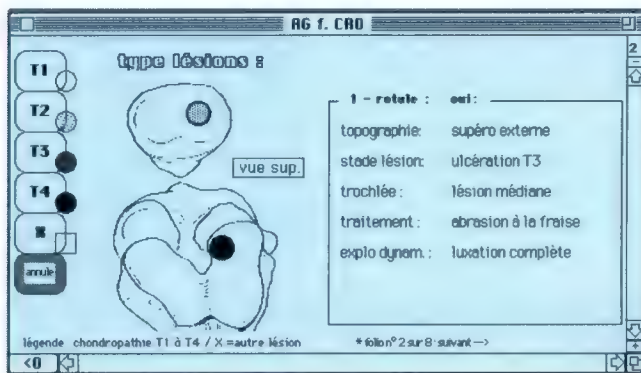 AG f. CRO
type lésions :
T1
T2
T3
T4
X
annule
vue sup.
1 - rotule : oui :
topographie: supéro externe
stade lésion: ulcération T3
trochlée : lésion médiane
traitement : abrasion à la fraise
explo dynam. : luxation complète
légende chondropathie T1 à T4 / X =autre lésion
* folio n° 2 sur 8: suivant —>
2
<0